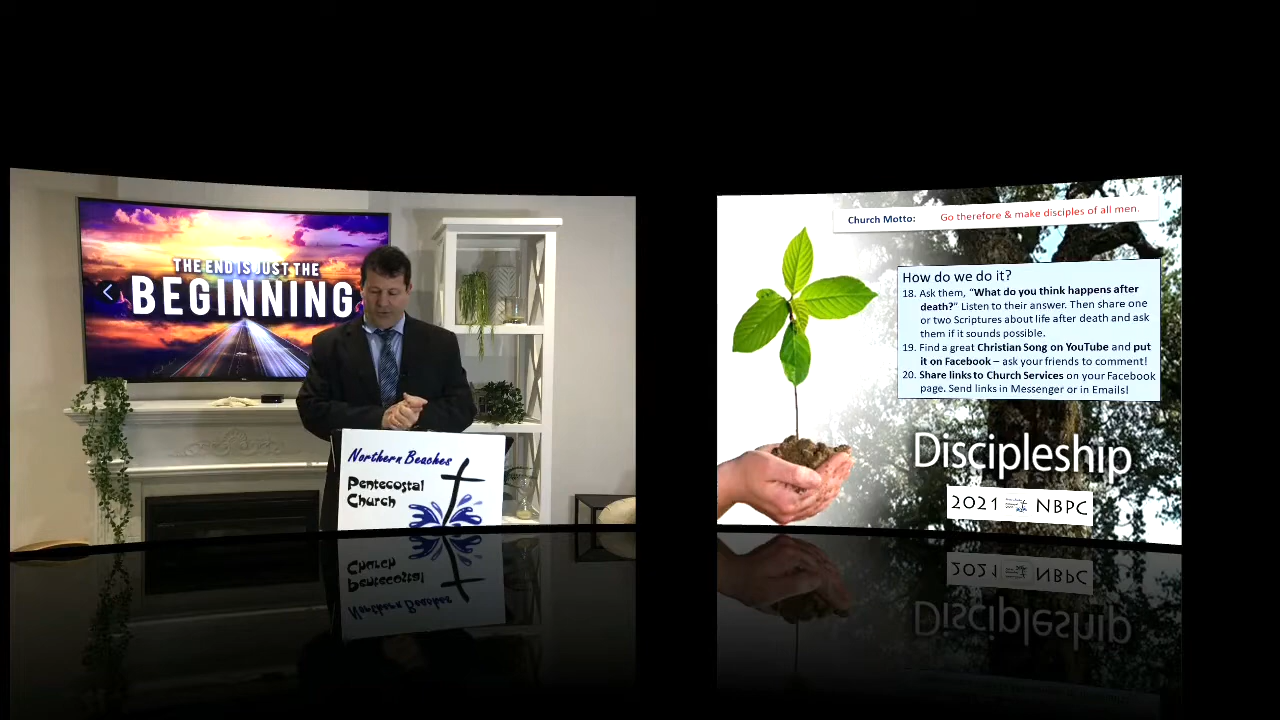 THE END IS JUST THE
BEGINNING
Northern Beaches
Pentecostal
Church
Church Motto: Go therefore & make disciples of all men.
How do we do it?
18. Ask them, “What do you think happens after
death?” Listen to their answer. Then share one
or two Scriptures about life after death and ask
them if it sounds possible.
19. Find a great Christian Song on YouTube and put
it on Facebook – ask your friends to comment!
20. Share links to Church Services on your Facebook
page. Send links in Messenger or in Emails!
Discipleship
2021 NBPC